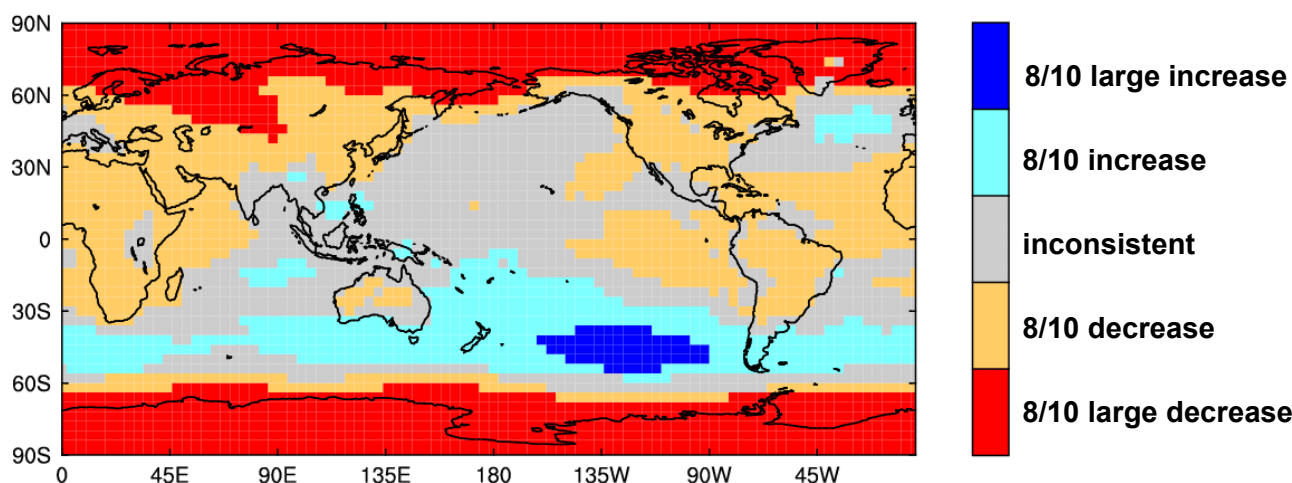 90N
60N
30N
0
30S
60S
90S
0 45E 90E 135E 180 135W 90W 45W
8/10 large increase
8/10 increase
inconsistent
8/10 decrease
8/10 large decrease